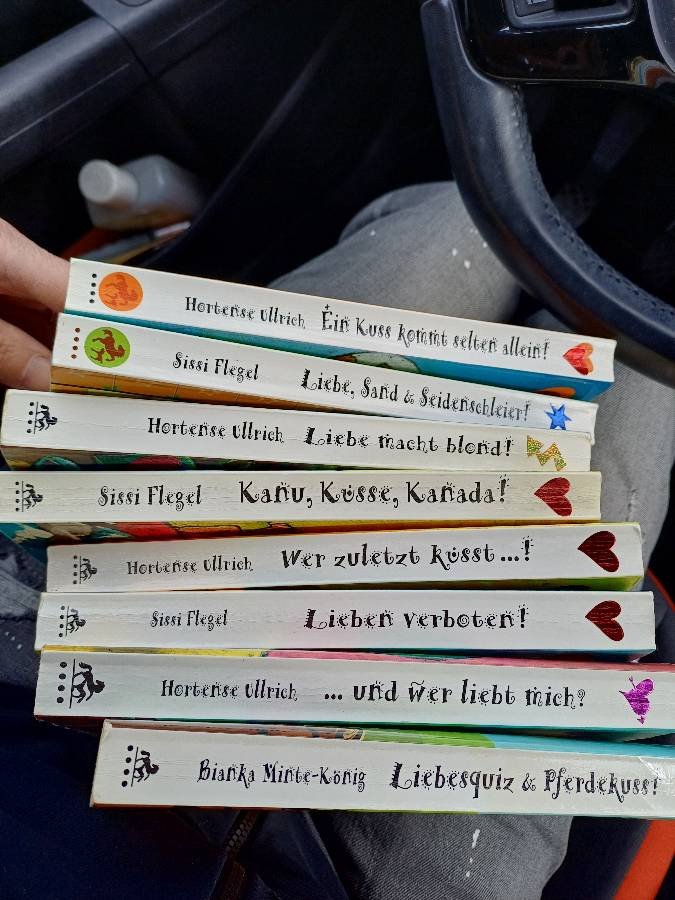 Hortense Ullrich Ein Kuss kommt selten allein!
Sissi Flegel Liebe, Sand & Seidenschleier!
Hortense Ullrich Liebe macht blond!
Sissi Flegel Kanu, Küsse, Kanada!
Hortense Ullrich Wer zuletzt küsst...!
Sissi Flegel Lieben verboten!
Hortense Ullrich ... und wer liebt mich?
Bianka Minte-König Liebesquiz & Pferdekuss!